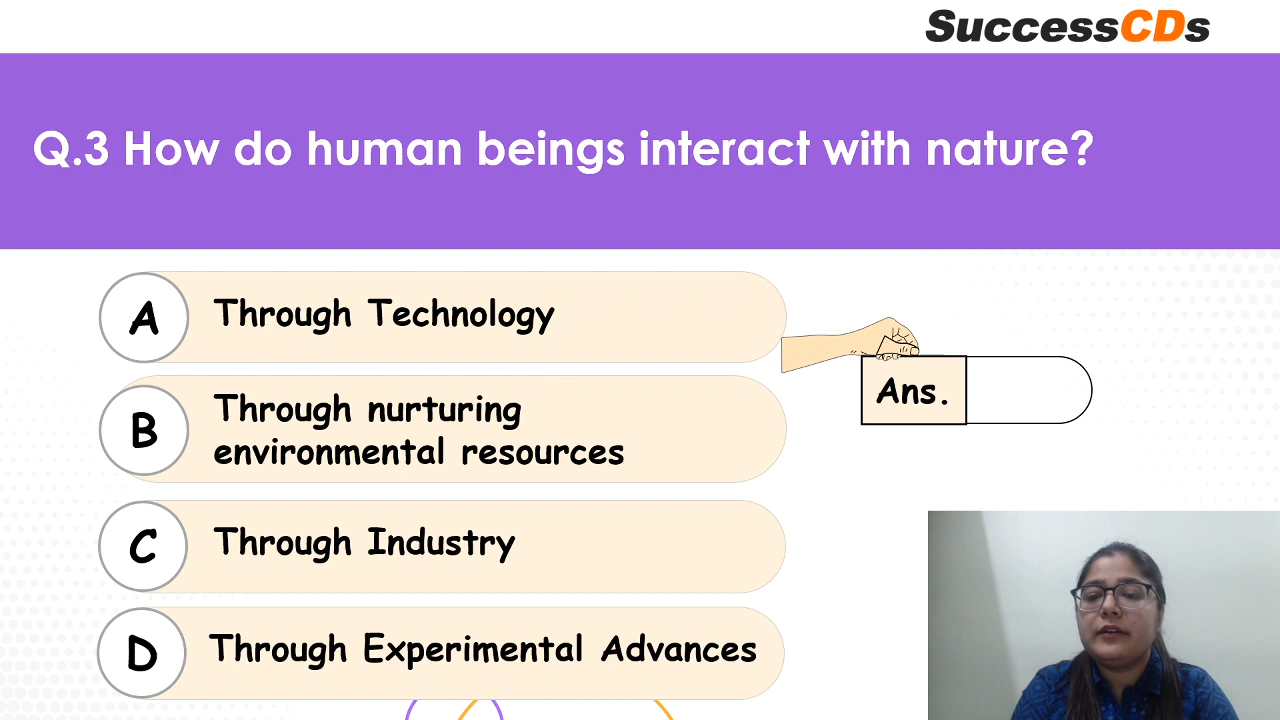 SuccessCDs
Q.3 How do human beings interact with nature?
A
Through Technology
B
Through nurturing
environmental resources
C
Through Industry
D
Through Experimental Advances
Ans.